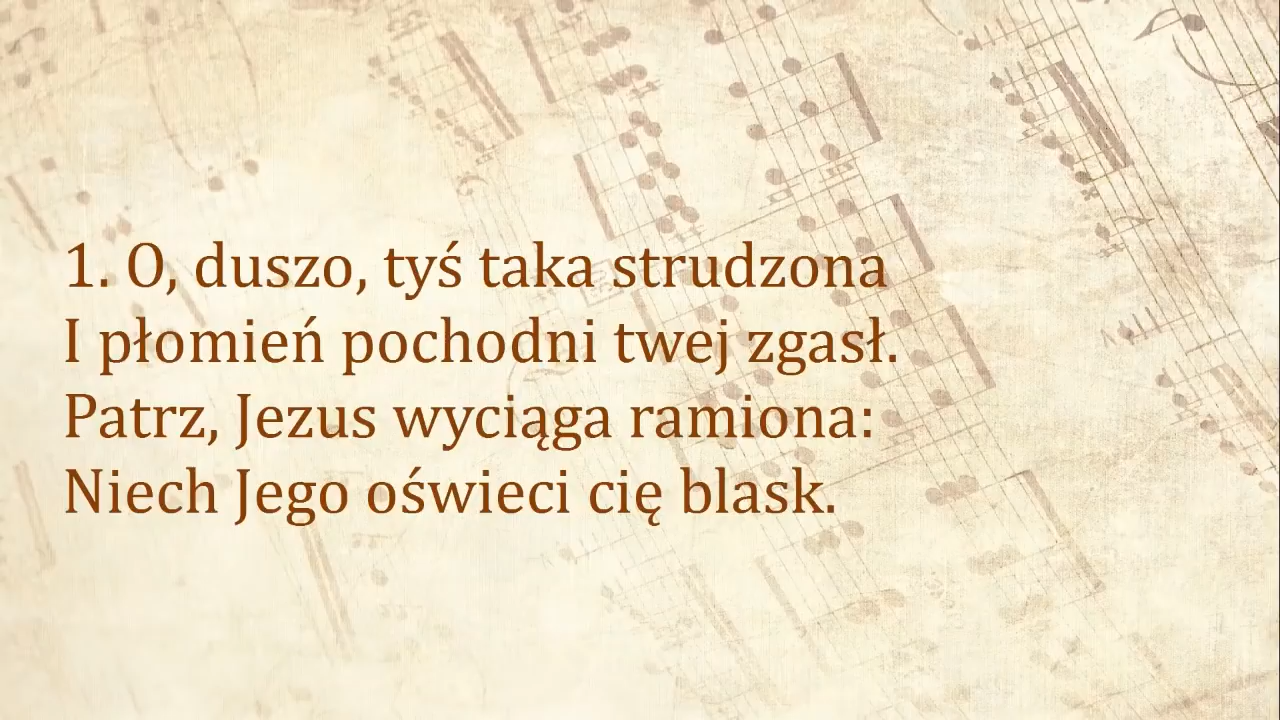 1. O, duszo, tyś taka strudzona
I płomień pochodni twej zgasł.
Patrz, Jezus wyciąga ramiona:
Niech Jego oświeci cię blask.